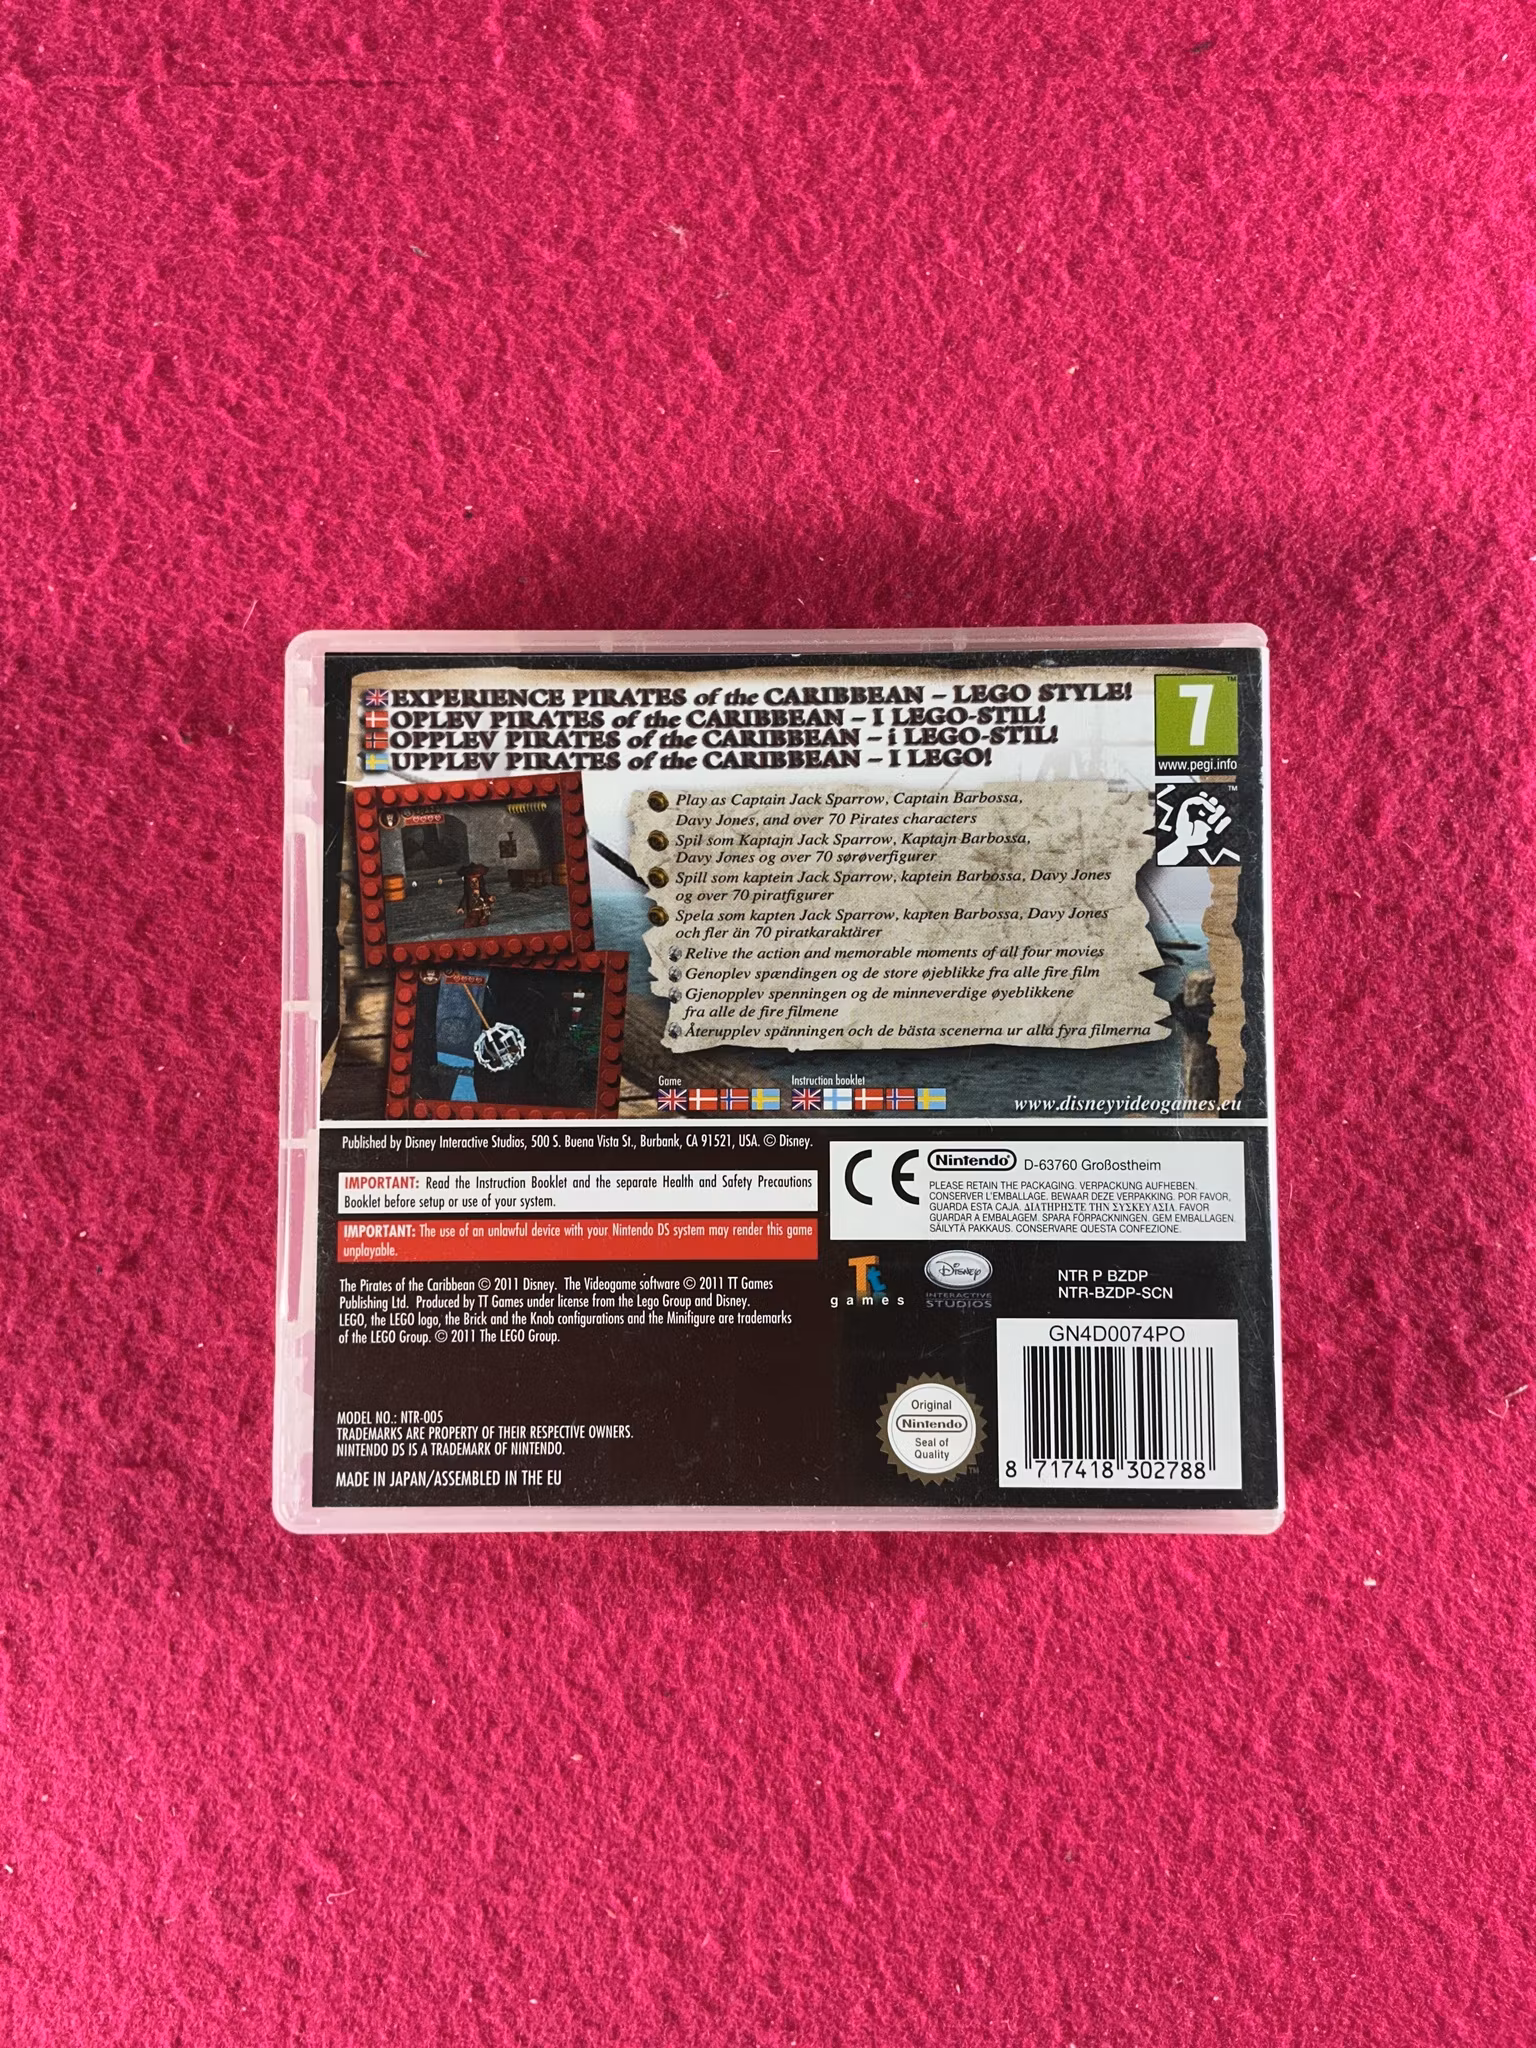 EXPERIENCE PIRATES of the CARIBBEAN – LEGO STYLE!
OPLEV PIRATES of the CARIBBEAN – I LEGO-STIL!
OPPLEV PIRATES of the CARIBBEAN – i LEGO-STIL!
UPPLEV PIRATES of the CARIBBEAN – I LEGO!
7™
www.pegi.info
™
Play as Captain Jack Sparrow, Captain Barbossa,
Davy Jones, and over 70 Pirates characters
Spil som Kaptajn Jack Sparrow, Kaptajn Barbossa,
Davy Jones og over 70 sørøverfigurer
Spill som kaptein Jack Sparrow, kaptein Barbossa, Davy Jones
og over 70 piratfigurer
Spela som kapten Jack Sparrow, kapten Barbossa, Davy Jones
och fler än 70 piratkaraktärer
Relive the action and memorable moments of all four movies
Genoplev spændingen og de store øjeblikke fra alle fire film
Gjenopplev spenningen og de minneverdige øyeblikkene
fra alle de fire filmene
Återupplev spänningen och de bästa scenerna ur alla fyra filmerna
Game
Instruction booklet
www.disneyvideogames.eu
Published by Disney Interactive Studios, 500 S. Buena Vista St., Burbank, CA 91521, USA. © Disney.
IMPORTANT: Read the Instruction Booklet and the separate Health and Safety Precautions
Booklet before setup or use of your system.
IMPORTANT: The use of an unlawful device with your Nintendo DS system may render this game
unplayable.
The Pirates of the Caribbean © 2011 Disney. The Videogame software © 2011 TT Games
Publishing Ltd. Produced by TT Games under license from the Lego Group and Disney.
LEGO, the LEGO logo, the Brick and the Knob configurations and the Minifigure are trademarks
of the LEGO Group. © 2011 The LEGO Group.
MODEL NO.: NTR-005
TRADEMARKS ARE PROPERTY OF THEIR RESPECTIVE OWNERS.
NINTENDO DS IS A TRADEMARK OF NINTENDO.
MADE IN JAPAN/ASSEMBLED IN THE EU
CE Nintendo® D-63760 Großostheim
PLEASE RETAIN THE PACKAGING. VERPACKUNG AUFHEBEN.
CONSERVER L'EMBALLAGE. BEWAAR DEZE VERPAKKING. POR FAVOR,
GUARDA ESTA CAJA. ΔΙΑΤΗΡΗΣΤΕ ΤΗΝ ΣΥΣΚΕΥΑΣΙΑ. FAVOR
GUARDAR A EMBALAGEM. SPARA FÖRPACKNINGEN. GEM EMBALLAGEN.
SÄILYTÄ PAKKAUS. CONSERVARE QUESTA CONFEZIONE.
Tt
games
Disney
INTERACTIVE
STUDIOS
NTR P BZDP
NTR-BZDP-SCN
Original
Nintendo
Seal of
Quality
™
GN4D0074PO
8 717418 302788